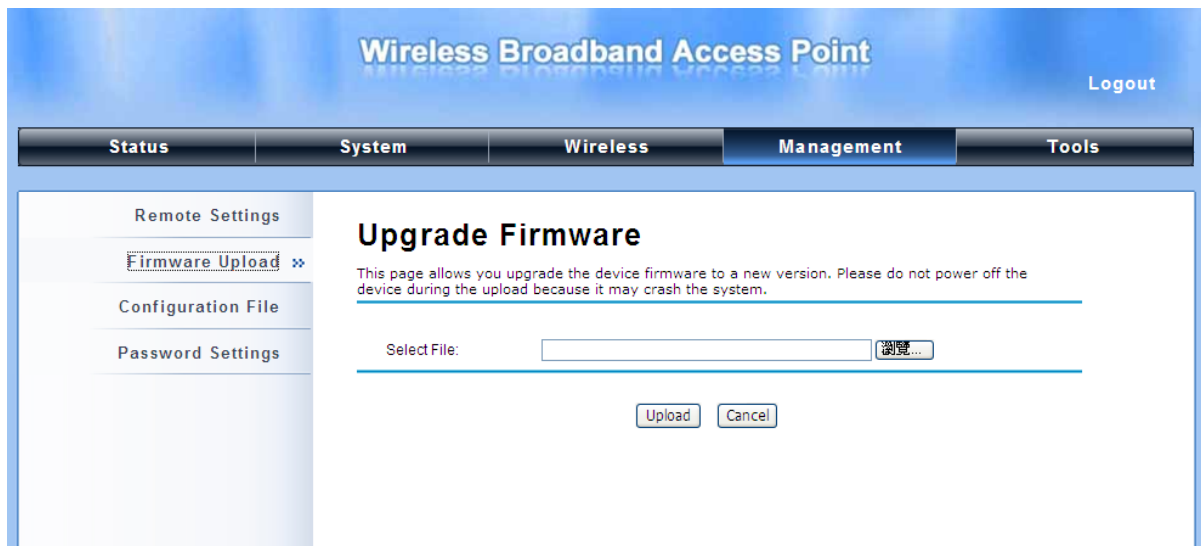 Wireless Broadband Access Point
Logout
Status System Wireless Management Tools
Remote Settings
Firmware Upload »
Configuration File
Password Settings
Upgrade Firmware
This page allows you upgrade the device firmware to a new version. Please do not power off the
device during the upload because it may crash the system.
Select File: 瀏覽...
Upload Cancel